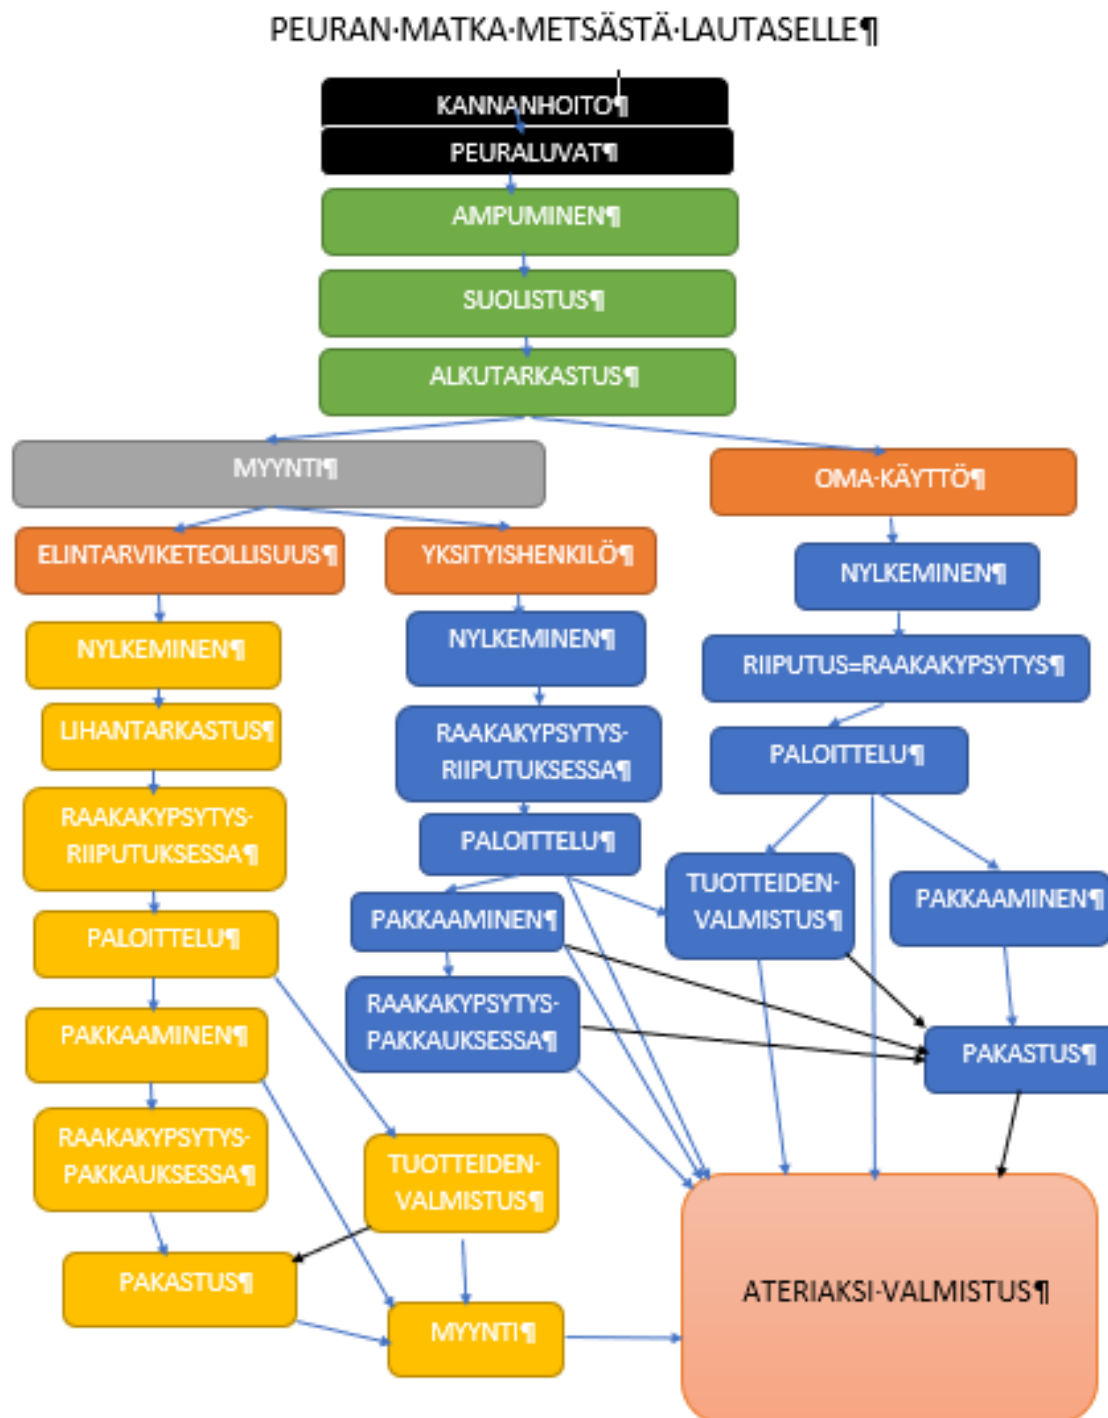 PEURAN·MATKA·METSÄSTÄ·LAUTASELLE¶
KANNANHOITO¶
PEURALUVAT¶
AMPUMINEN¶
SUOLISTUS¶
ALKUTARKASTUS¶
MYYNTI¶
OMA·KÄYTTÖ¶
ELINTARVIKETEOLLISUUS¶
YKSITYISHENKILÖ¶
NYLKEMINEN¶
NYLKEMINEN¶
NYLKEMINEN¶
RIIPUTUS=RAAKAKYPSYTYS¶
LIHANTARKASTUS¶
RAAKAKYPSYTYS·
RIIPUTUKSESSA¶
PALOITTELU¶
RAAKAKYPSYTYS·
RIIPUTUKSESSA¶
PALOITTELU¶
TUOTTEIDEN·
VALMISTUS¶
PAKKAAMINEN¶
PAKKAAMINEN¶
PALOITTELU¶
RAAKAKYPSYTYS·
PAKKAUKSESSA¶
PAKASTUS¶
PAKKAAMINEN¶
RAAKAKYPSYTYS·
PAKKAUKSESSA¶
TUOTTEIDEN·
VALMISTUS¶
PAKASTUS¶
MYYNTI¶
ATERIAKSI·VALMISTUS¶